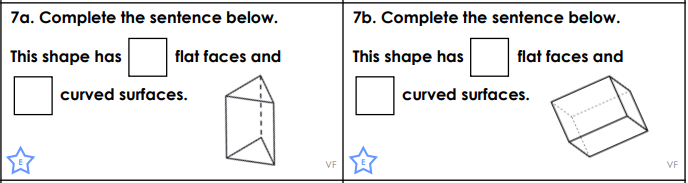 7a. Complete the sentence below.
This shape has flat faces and
curved surfaces.
E
VF
7b. Complete the sentence below.
This shape has flat faces and
curved surfaces.
E
VF